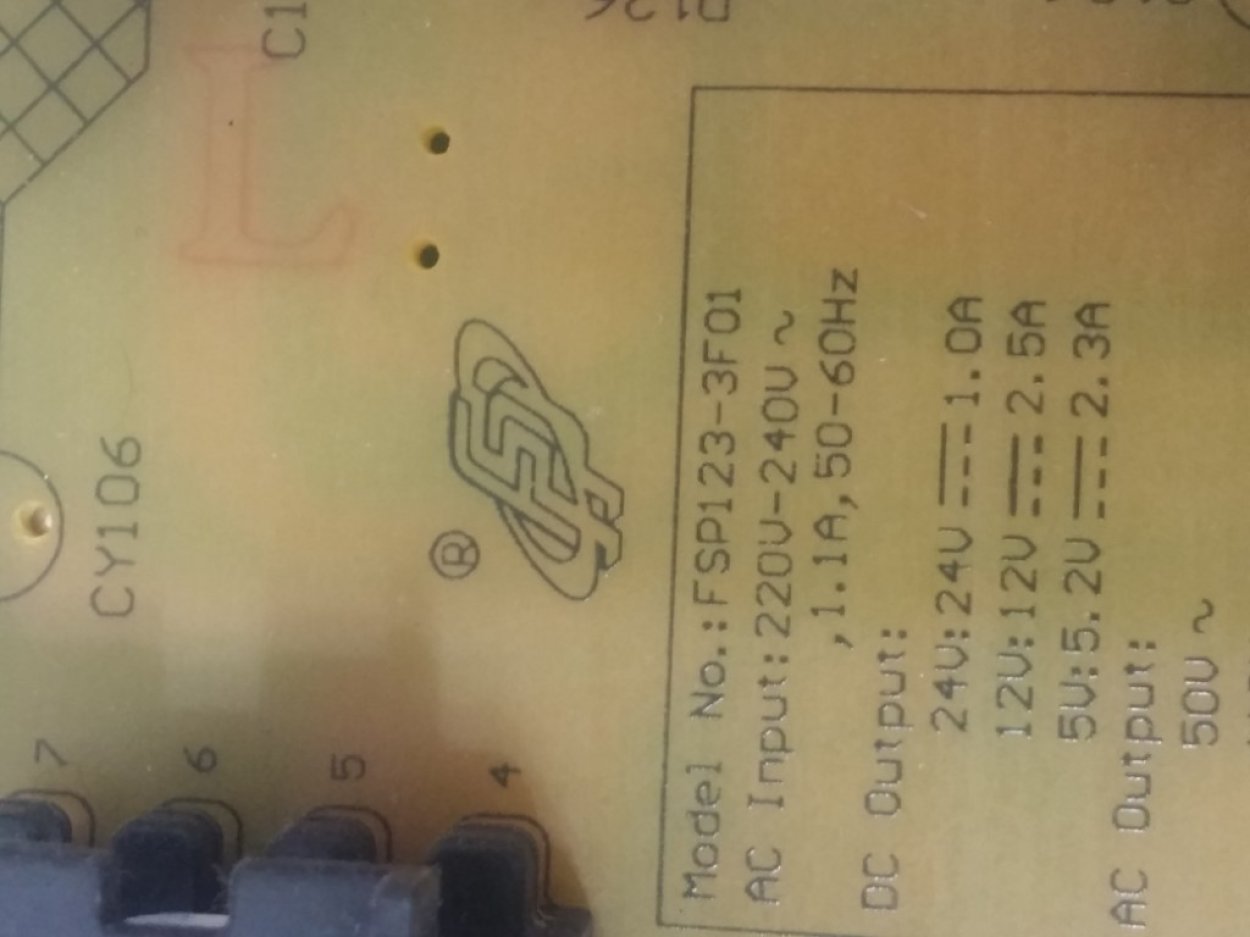 C1
L
CY106
7
6
5
4
®
FSP
Model No.:FSP123-3F01
AC Input:220V-240V~
,1.1A,50-60Hz
DC Output:
24V:24V⎓1.0A
12V:12V⎓2.5A
5V:5.2V⎓2.3A
AC Output:
50V~